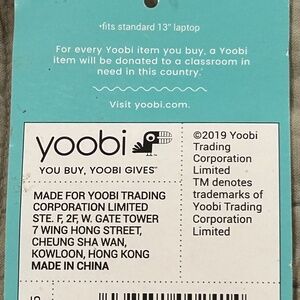 •fits standard 13" laptop
For every Yoobi item you buy, a Yoobi
item will be donated to a classroom in
need in this country.*
Visit yoobi.com.
yoobi™
YOU BUY, YOOBI GIVES™
MADE FOR YOOBI TRADING
CORPORATION LIMITED
STE. F, 2F, W. GATE TOWER
7 WING HONG STREET,
CHEUNG SHA WAN,
KOWLOON, HONG KONG
MADE IN CHINA
©2019 Yoobi
Trading
Corporation
Limited
TM denotes
trademarks of
Yoobi Trading
Corporation
Limited